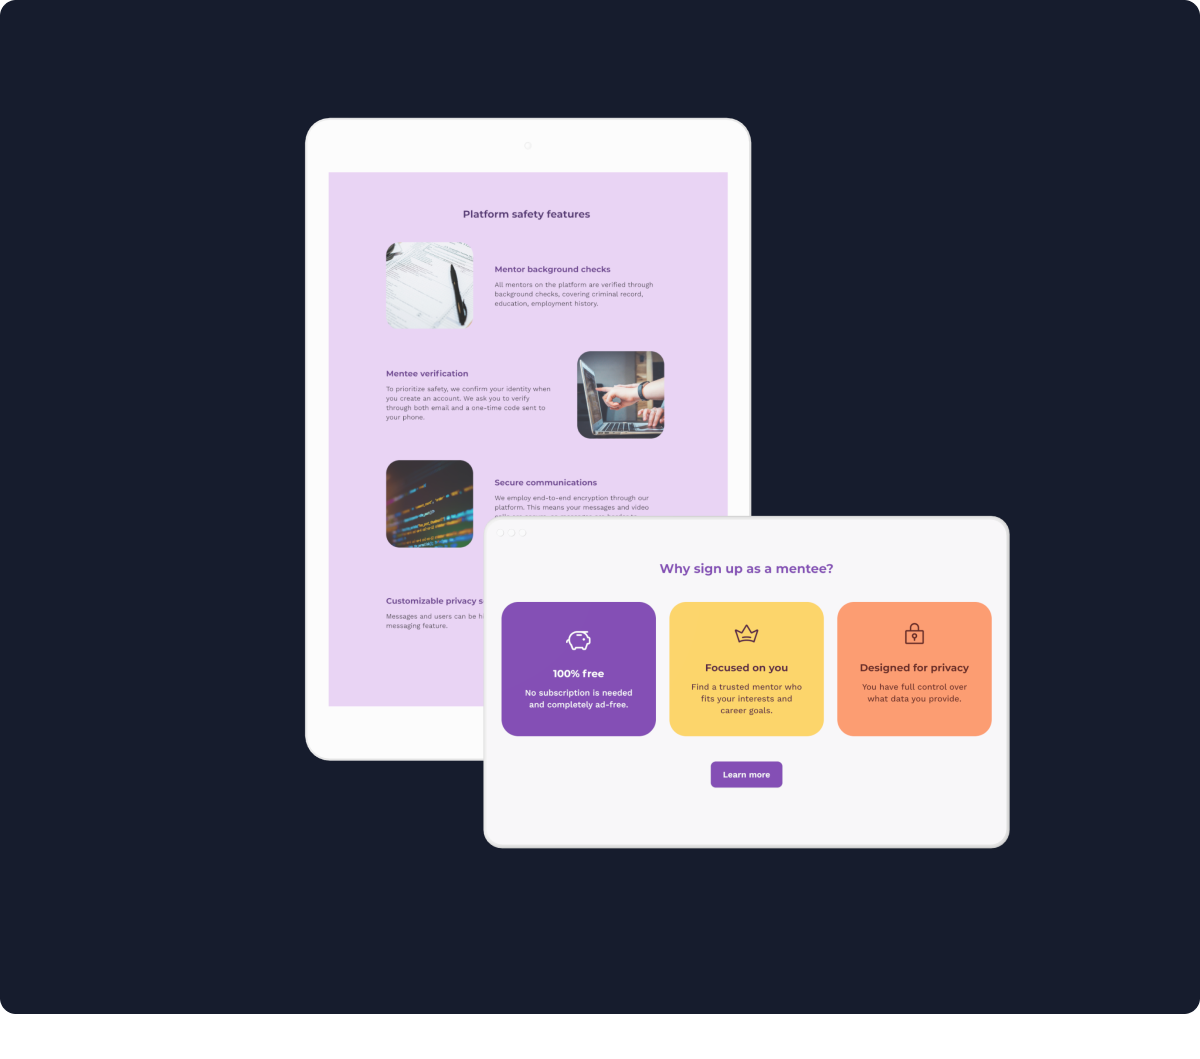 Platform safety features
Mentor background checks
All mentors on the platform are verified through
background checks, covering criminal record,
education, employment history.
Mentee verification
To prioritize safety, we confirm your identity when
you create an account. We ask you to verify
through both email and a one-time code sent to
your phone.
Secure communications
We employ end-to-end encryption through our
platform. This means your messages and video
Customizable privacy s
Messages and users can be hi
messaging feature.
Why sign up as a mentee?
100% free
No subscription is needed
and completely ad-free.
Focused on you
Find a trusted mentor who
fits your interests and
career goals.
Designed for privacy
You have full control over
what data you provide.
Learn more